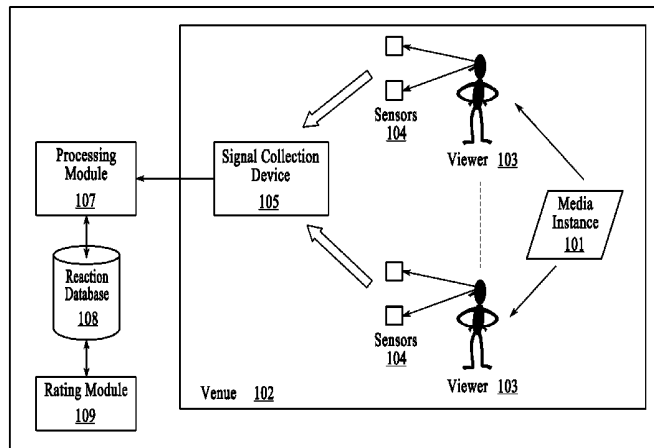 Sensors
104
Viewer 103
Processing
Module
107
Signal Collection
Device
105
Media
Instance
101
Reaction
Database
108
Sensors
104
Viewer 103
Rating Module
109
Venue 102